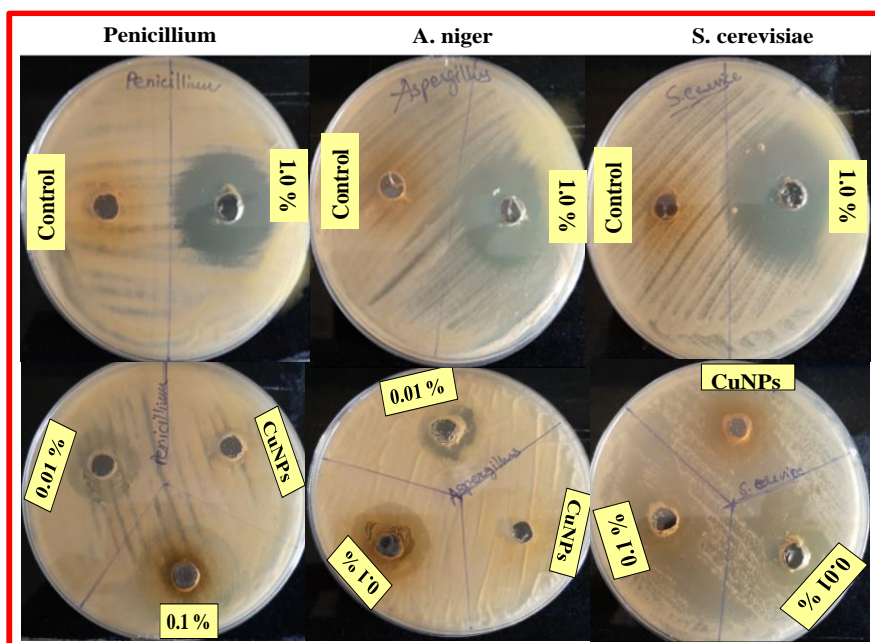 Penicillium
A. niger
S. cerevisiae
Penicillium
Control
1.0 %
Aspergillus
Control
1.0 %
Control
1.0 %
Penicillium
0.01 %
CuNPs
0.1 %
0.01 %
Aspergillus
0.1%
CuNPs
CuNPs
0.1 %
0.01 %